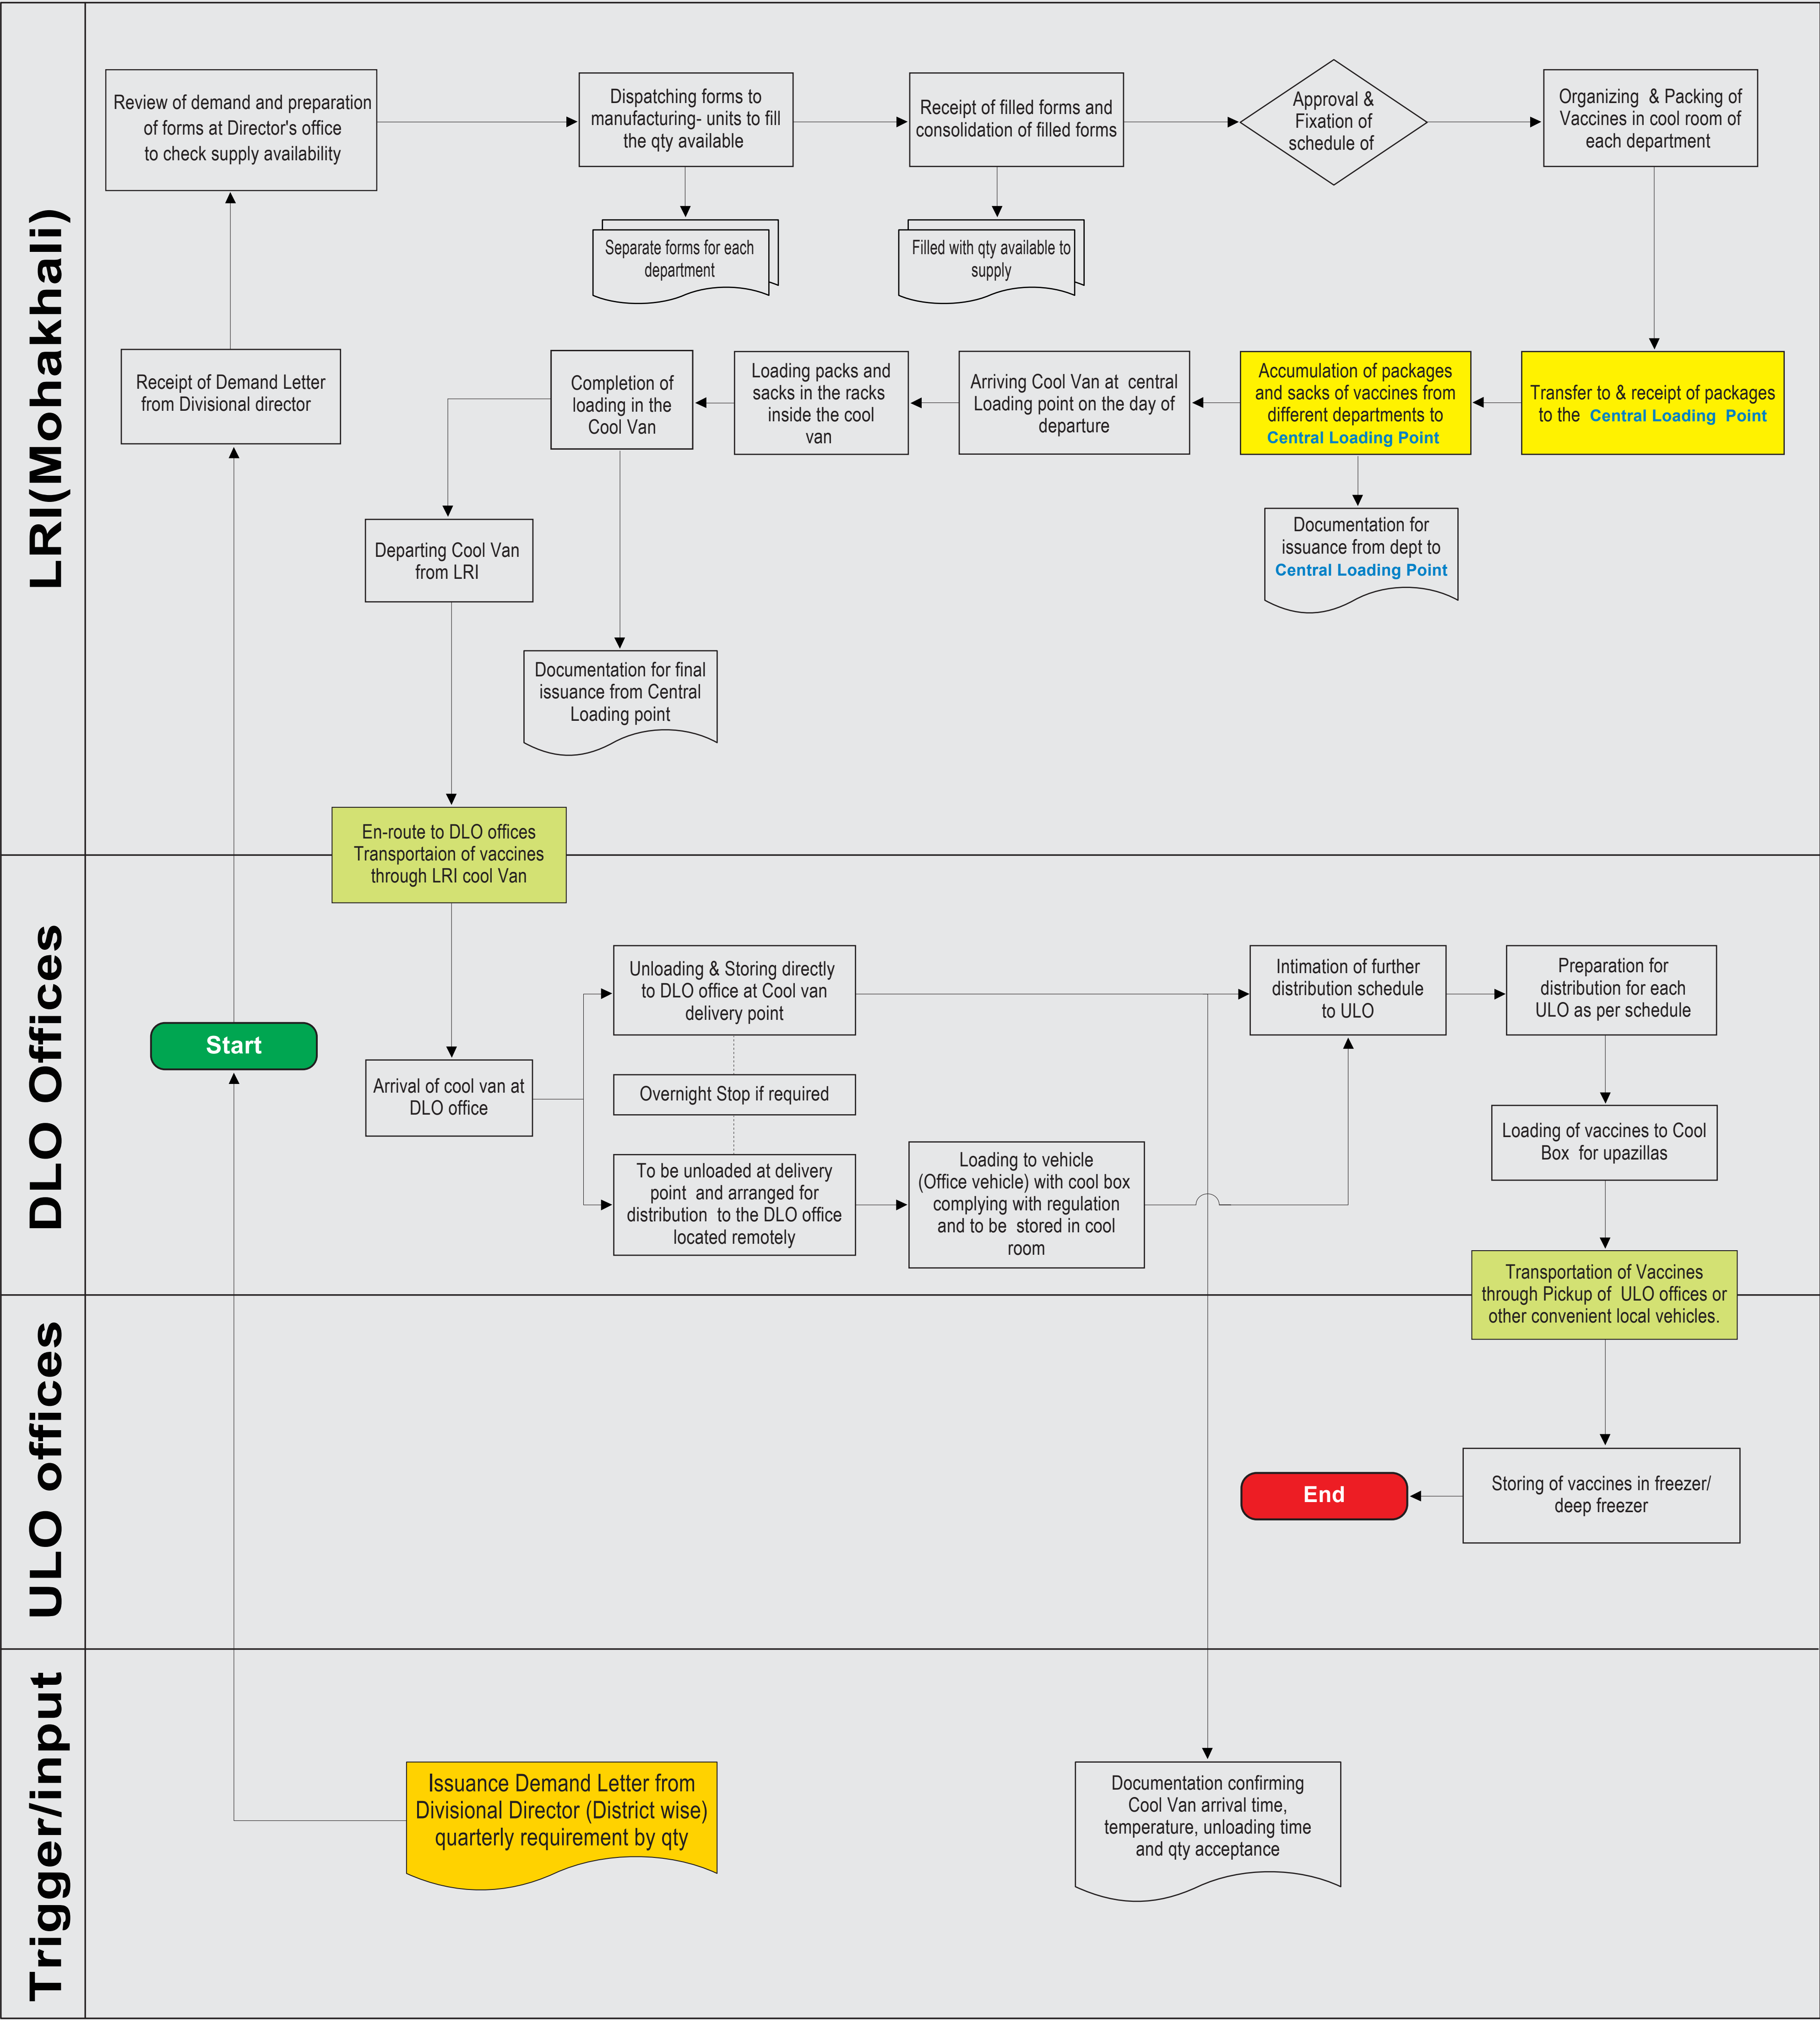 LRI(Mohakhali)
Review of demand and preparation
of forms at Director's office
to check supply availability
Dispatching forms to
manufacturing- units to fill
the qty available
Receipt of filled forms and
consolidation of filled forms
Approval &
Fixation of
schedule of
Organizing & Packing of
Vaccines in cool room of
each department
Separate forms for each
department
Filled with qty available to
supply
Receipt of Demand Letter
from Divisional director
Completion of
loading in the
Cool Van
Loading packs and
sacks in the racks
inside the cool
van
Arriving Cool Van at central
Loading point on the day of
departure
Accumulation of packages
and sacks of vaccines from
different departments to
Central Loading Point
Transfer to & receipt of packages
to the Central Loading Point
Departing Cool Van
from LRI
Documentation for
issuance from dept to
Central Loading Point
Documentation for final
issuance from Central
Loading point
En-route to DLO offices
Transportaion of vaccines
through LRI cool Van
DLO Offices
Start
Arrival of cool van at
DLO office
Unloading & Storing directly
to DLO office at Cool van
delivery point
Overnight Stop if required
To be unloaded at delivery
point and arranged for
distribution to the DLO office
located remotely
Loading to vehicle
(Office vehicle) with cool box
complying with regulation
and to be stored in cool
room
Intimation of further
distribution schedule
to ULO
Preparation for
distribution for each
ULO as per schedule
Loading of vaccines to Cool
Box for upazillas
Transportation of Vaccines
through Pickup of ULO offices or
other convenient local vehicles.
ULO offices
End
Storing of vaccines in freezer/
deep freezer
Trigger/input
Issuance Demand Letter from
Divisional Director (District wise)
quarterly requirement by qty
Documentation confirming
Cool Van arrival time,
temperature, unloading time
and qty acceptance